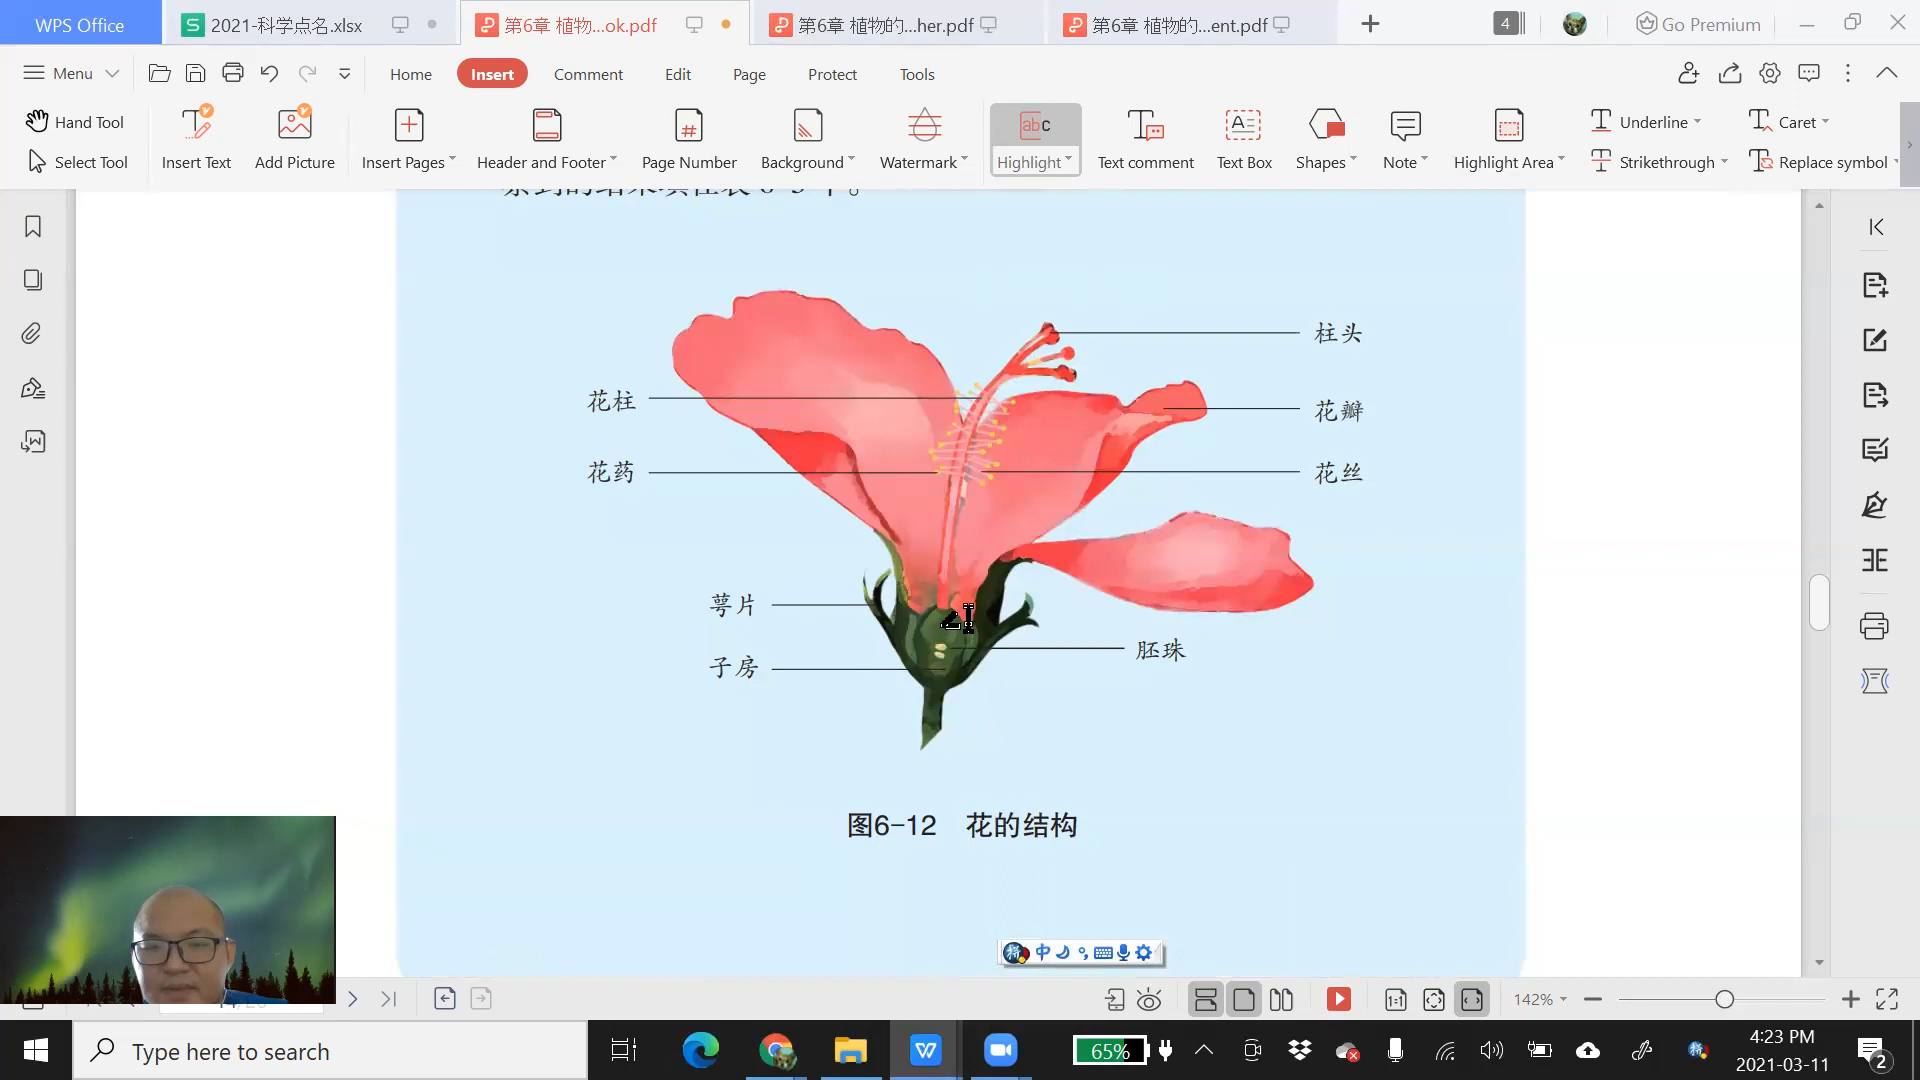 WPS Office
2021-科学点名.xlsx
第6章 植物...ok.pdf
第6章 植物的...her.pdf
第6章 植物的...ent.pdf
4
Go Premium
Menu
Home
Insert
Comment
Edit
Page
Protect
Tools
Hand Tool
Select Tool
Insert Text
Add Picture
Insert Pages
Header and Footer
Page Number
Background
Watermark
Highlight
Text comment
Text Box
Shapes
Note
Highlight Area
Underline
Caret
Strikethrough
Replace symbol
柱头
花柱
花瓣
花药
花丝
萼片
胚珠
子房
图6-12 花的结构
中
142%
Type here to search
65%
4:23 PM
2021-03-11
2